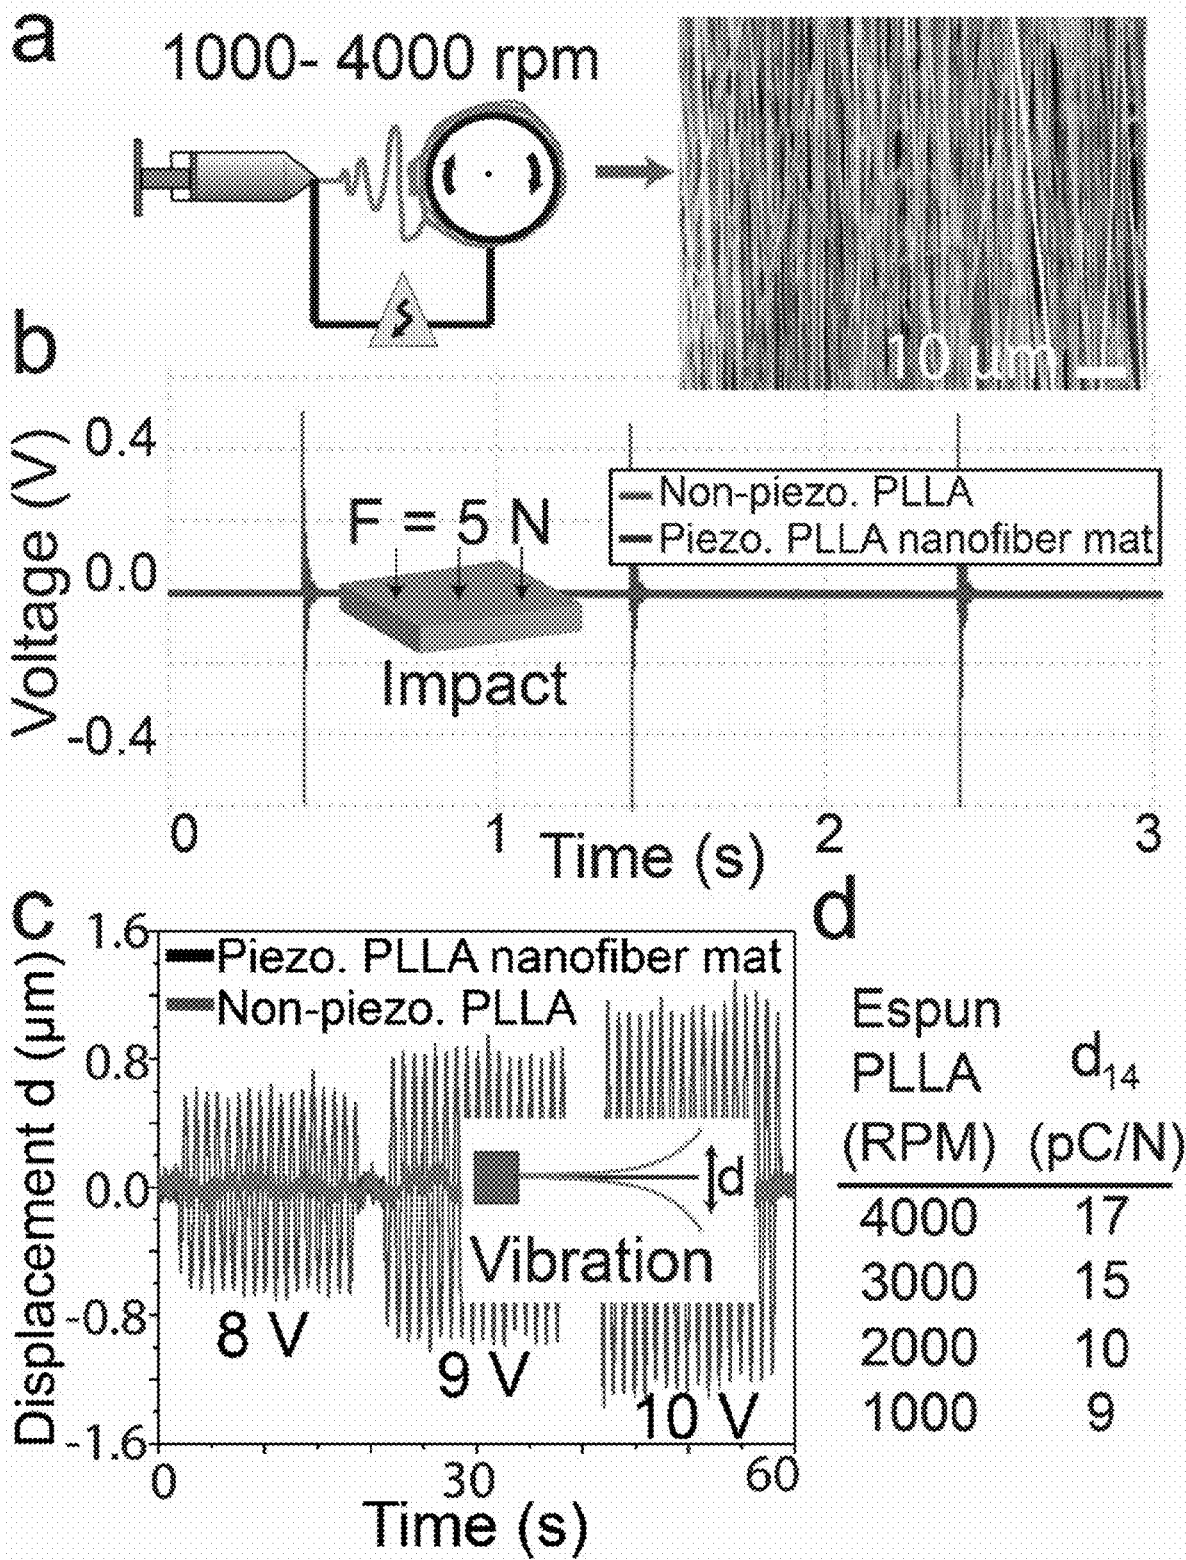 a
1000- 4000 rpm
10 µm
b
Voltage (V)
0.4
0.0
-0.4
F = 5 N
Impact
Non-piezo. PLLA
Piezo. PLLA nanofiber mat
0
1
2
3
Time (s)
c
Displacement d (µm)
1.6
0.8
0.0
-0.8
-1.6
Piezo. PLLA nanofiber mat
Non-piezo. PLLA
d
Vibration
8 V
9 V
10 V
0
30
60
Time (s)
d
Espun
PLLA d14
(RPM) (pC/N)
4000 17
3000 15
2000 10
1000 9